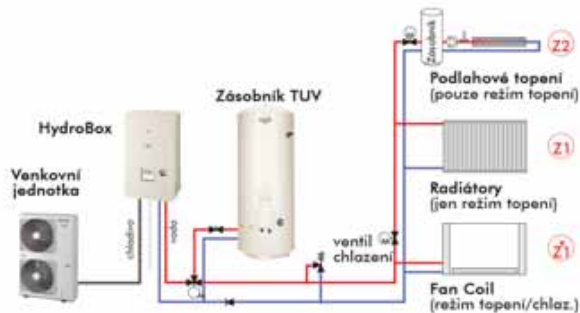 Zásobník
Z2
Podlahové topení
(pouze režim topení)
Zásobník TUV
HydroBox
Z1
Venkovní
jednotka
Radiátory
(jen režim topení)
chladivo
voda
ventil
chlazení
Z1
Fan Coil
(režim topení/chlaz.)